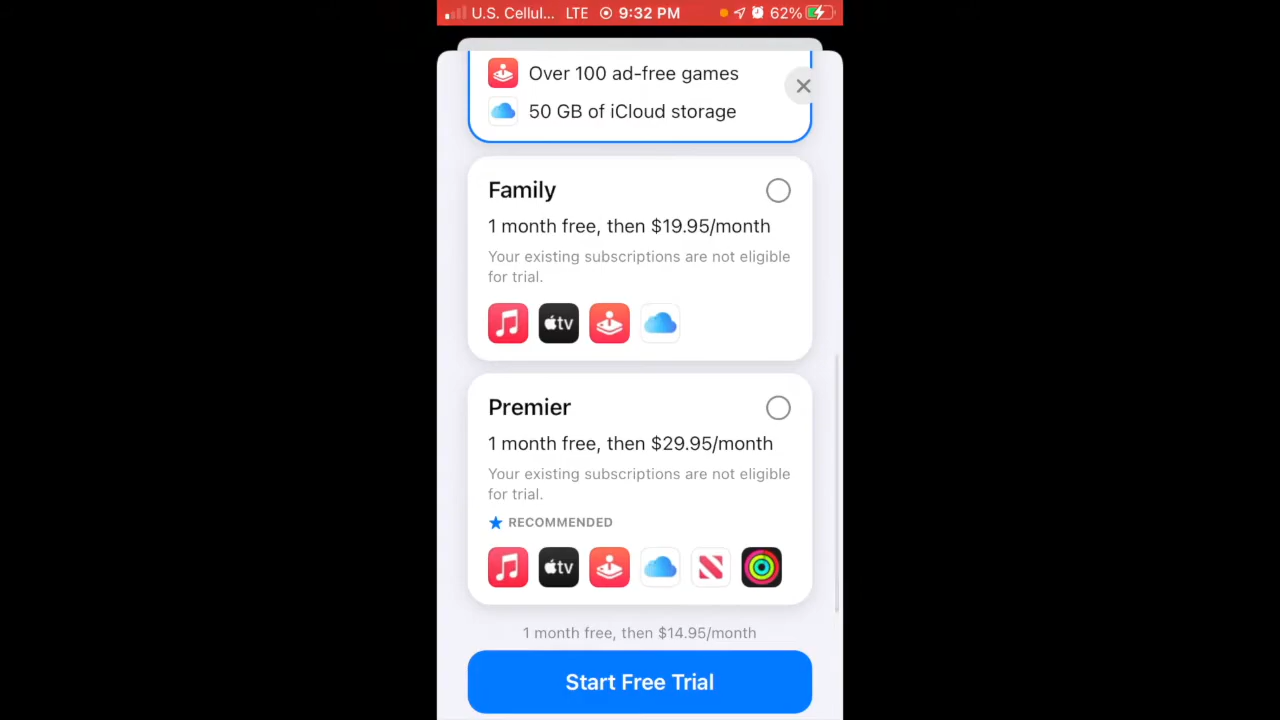 U.S. Cellul... LTE 9:32 PM 62%
Over 100 ad-free games
50 GB of iCloud storage
Family
1 month free, then $19.95/month
Your existing subscriptions are not eligible
for trial.
tv
Premier
1 month free, then $29.95/month
Your existing subscriptions are not eligible
for trial.
RECOMMENDED
tv
1 month free, then $14.95/month
Start Free Trial